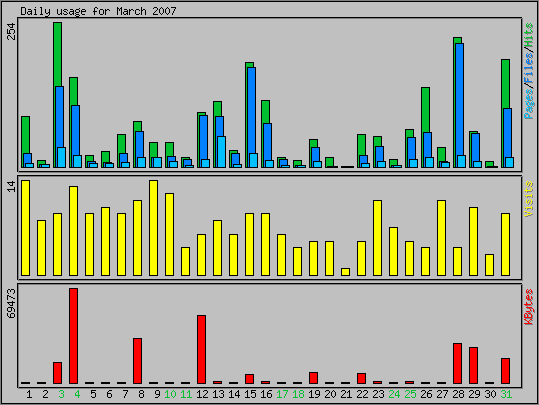 Daily usage for March 2007
254
Pages/Files/Hits
14
Visits
69473
KBytes
1 2 3 4 5 6 7 8 9 10 11 12 13 14 15 16 17 18 19 20 21 22 23 24 25 26 27 28 29 30 31